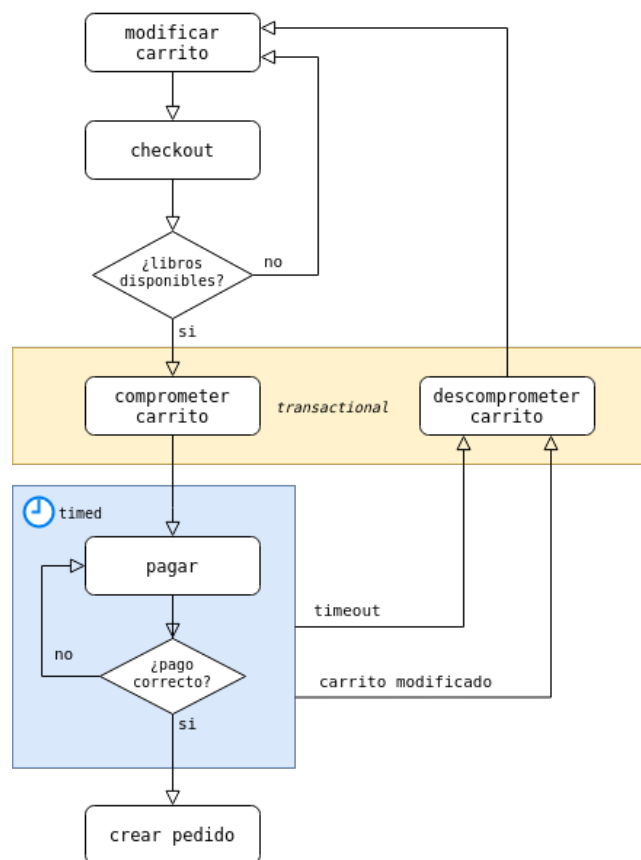 modificar
carrito
checkout
¿libros
disponibles?
no
si
comprometer
carrito
transactional
descomprometer
carrito
timed
pagar
timeout
no
¿pago
correcto?
carrito modificado
si
crear pedido